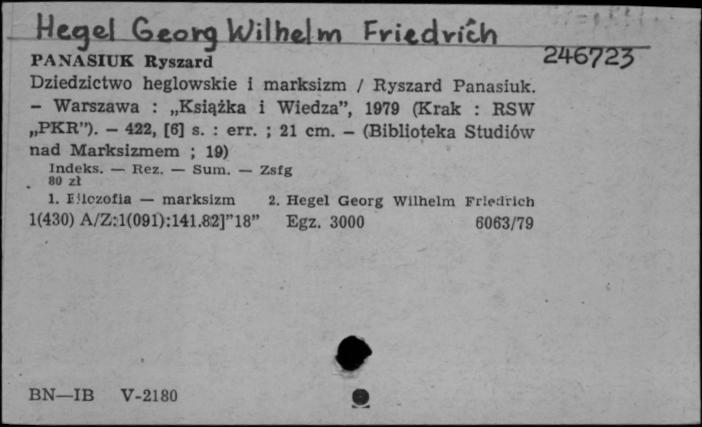 Hegel Georg Wilhelm Friedrich
246723
PANASIUK Ryszard
Dziedzictwo heglowskie i marksizm / Ryszard Panasiuk.
— Warszawa : „Książka i Wiedza”, 1979 (Krak : RSW
„PKR”). — 422, [6] s. : err. ; 21 cm. — (Biblioteka Studiów
nad Marksizmem ; 19)
Indeks. — Rez. — Sum. — Zsfg
80 zł
1. Filozofia — marksizm 2. Hegel Georg Wilhelm Friedrich
1(430) A/Z:1(091):141.82]”18” Egz. 3000 6063/79
BN—IB V-2180